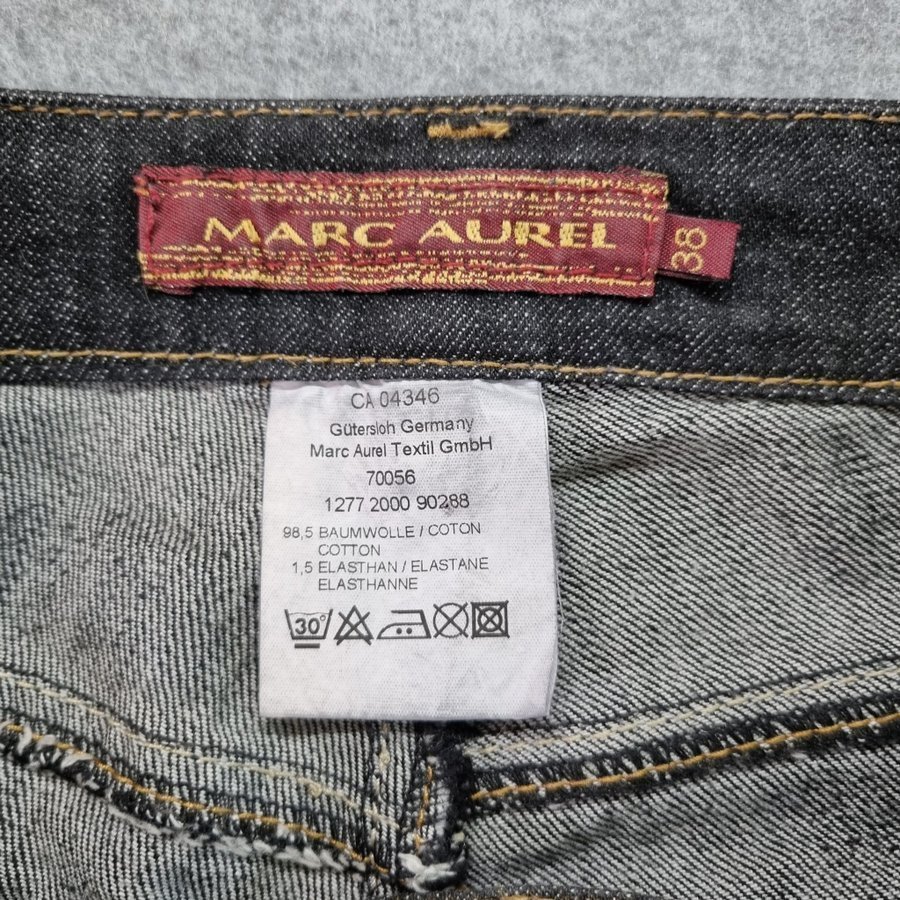 MARC AUREL
38
CA 04346
Gütersloh Germany
Marc Aurel Textil GmbH
70056
1277 2000 90288
98,5 BAUMWOLLE / COTON
COTTON
1,5 ELASTHAN / ELASTANE
ELASTHANNE
30°